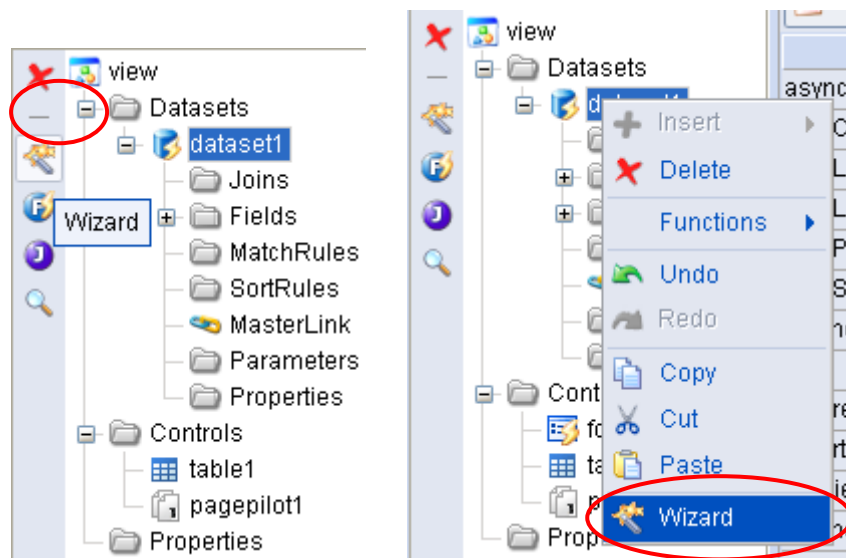 view
Datasets
dataset1
Joins
Wizard
Fields
MatchRules
SortRules
MasterLink
Parameters
Properties
Controls
table1
pagepilot1
Properties
view
Datasets
async
Insert
Delete
Functions
Undo
Redo
Copy
Cut
Paste
Wizard